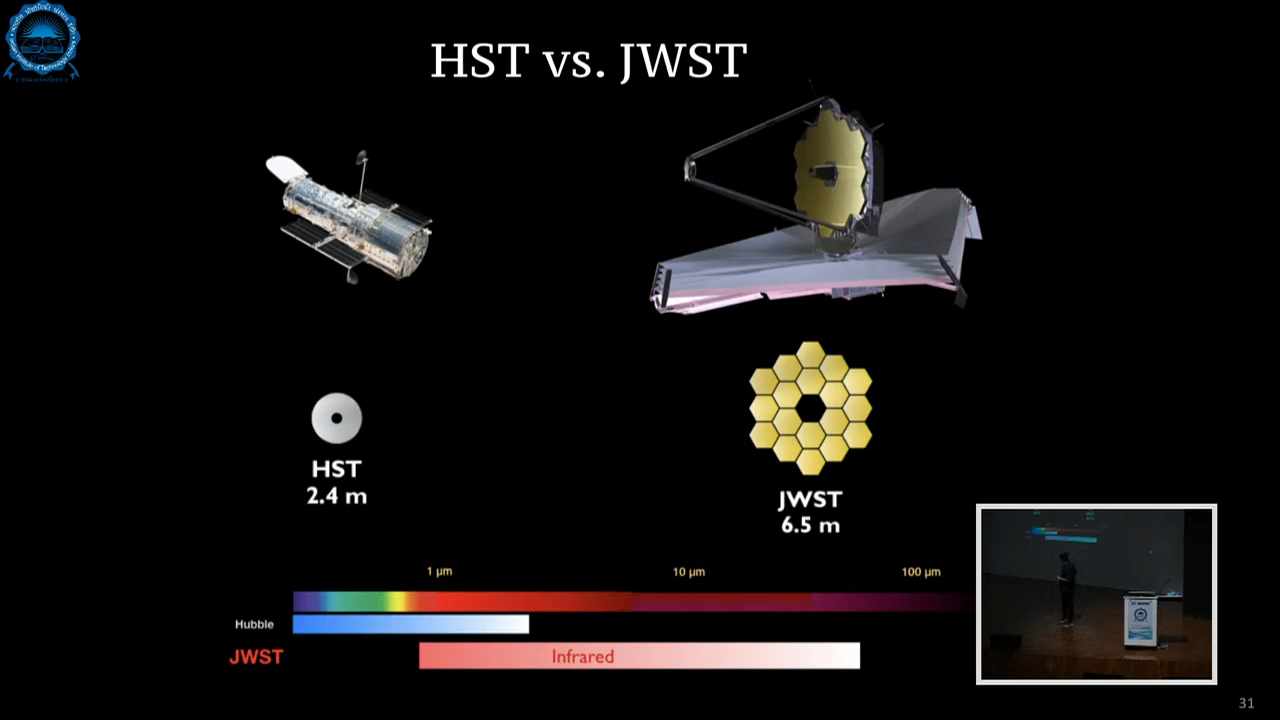 HST vs. JWST
HST
2.4 m
JWST
6.5 m
1 µm
10 µm
100 µm
Hubble
JWST
Infrared
31